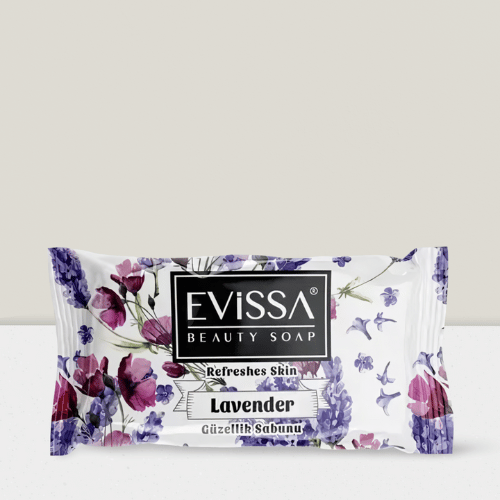 EVİSSA®
BEAUTY SOAP
Refreshes Skin
Lavender
Güzellik Sabunu